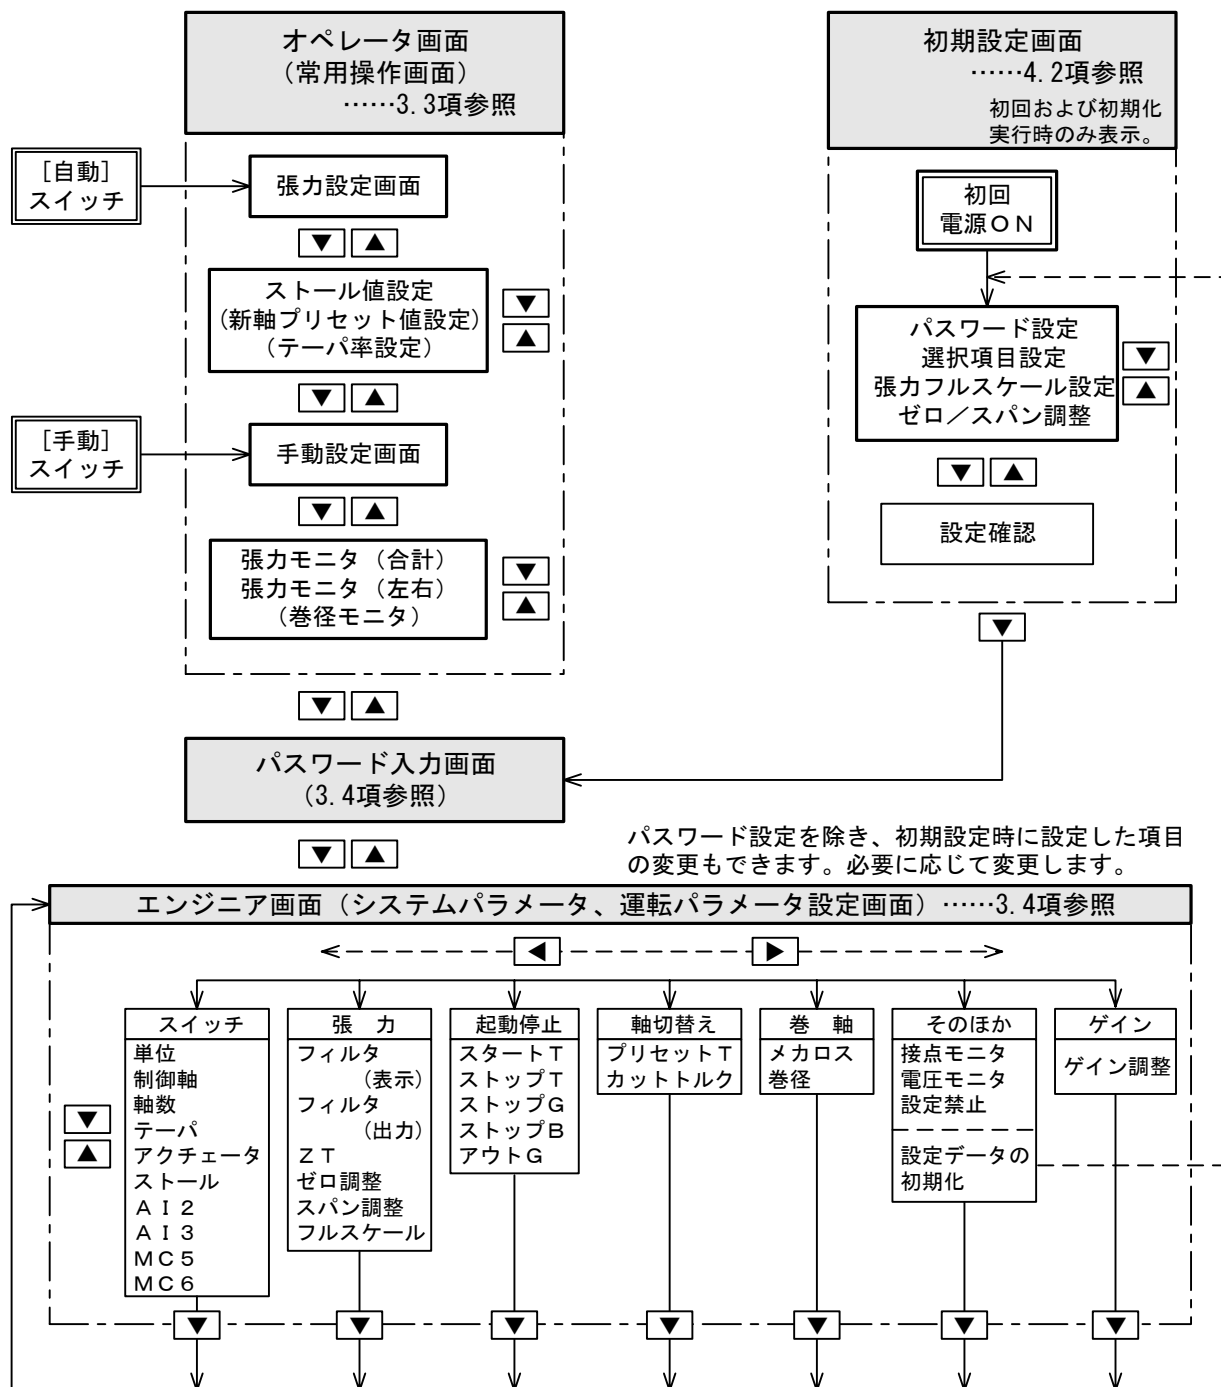 オペレータ画面
（常用操作画面）
……3.3項参照
初期設定画面
……4.2項参照
初回および初期化
実行時のみ表示。
［自動］
スイッチ
張力設定画面
▼ ▲
ストール値設定
(新軸プリセット値設定)
(テーパ率設定)
▼
▲
▼ ▲
［手動］
スイッチ
手動設定画面
▼ ▲
張力モニタ（合計）
張力モニタ（左右）
(巻径モニタ)
▼
▲
▼ ▲
初回
電源ＯＮ
パスワード設定
選択項目設定
張力フルスケール設定
ゼロ／スパン調整
▼
▲
▼ ▲
設定確認
▼
パスワード入力画面
（3.4項参照）
▼ ▲
パスワード設定を除き、初期設定時に設定した項目
の変更もできます。必要に応じて変更します。
エンジニア画面（システムパラメータ、運転パラメータ設定画面）……3.4項参照
◀ ▶
▼
▲
スイッチ
単位
制御軸
軸数
テーパ
アクチェータ
ストール
ＡＩ２
ＡＩ３
ＭＣ５
ＭＣ６
張　力
フィルタ
（表示）
フィルタ
（出力）
ＺＴ
ゼロ調整
スパン調整
フルスケール
起動停止
スタートＴ
ストップＴ
ストップＧ
ストップＢ
アウトＧ
軸切替え
プリセットＴ
カットトルク
巻　軸
メカロス
巻径
そのほか
接点モニタ
電圧モニタ
設定禁止
設定データの
初期化
ゲイン
ゲイン調整
▼ ▼ ▼ ▼ ▼ ▼ ▼